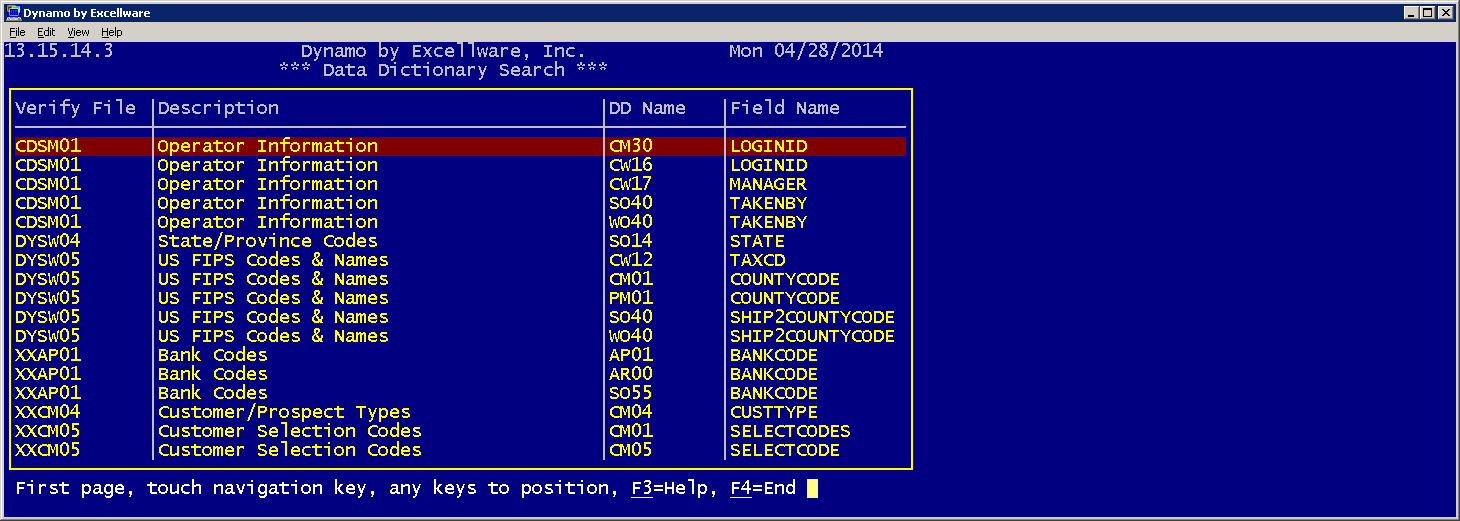 Dynamo by Excellware
File Edit View Help
13.15.14.3 Dynamo by Excellware, Inc. Mon 04/28/2014
*** Data Dictionary Search ***
Verify File Description DD Name Field Name
CDSM01 Operator Information CM30 LOGINID
CDSM01 Operator Information CW16 LOGINID
CDSM01 Operator Information CW17 MANAGER
CDSM01 Operator Information SO40 TAKENBY
CDSM01 Operator Information WO40 TAKENBY
DYSW04 State/Province Codes SO14 STATE
DYSW05 US FIPS Codes & Names CW12 TAXCD
DYSW05 US FIPS Codes & Names CM01 COUNTYCODE
DYSW05 US FIPS Codes & Names PM01 COUNTYCODE
DYSW05 US FIPS Codes & Names SO40 SHIP2COUNTYCODE
DYSW05 US FIPS Codes & Names WO40 SHIP2COUNTYCODE
XXAP01 Bank Codes AP01 BANKCODE
XXAP01 Bank Codes AR00 BANKCODE
XXAP01 Bank Codes SO55 BANKCODE
XXCM04 Customer/Prospect Types CM04 CUSTTYPE
XXCM05 Customer Selection Codes CM01 SELECTCODES
XXCM05 Customer Selection Codes CM05 SELECTCODE
First page, touch navigation key, any keys to position, F3=Help, F4=End